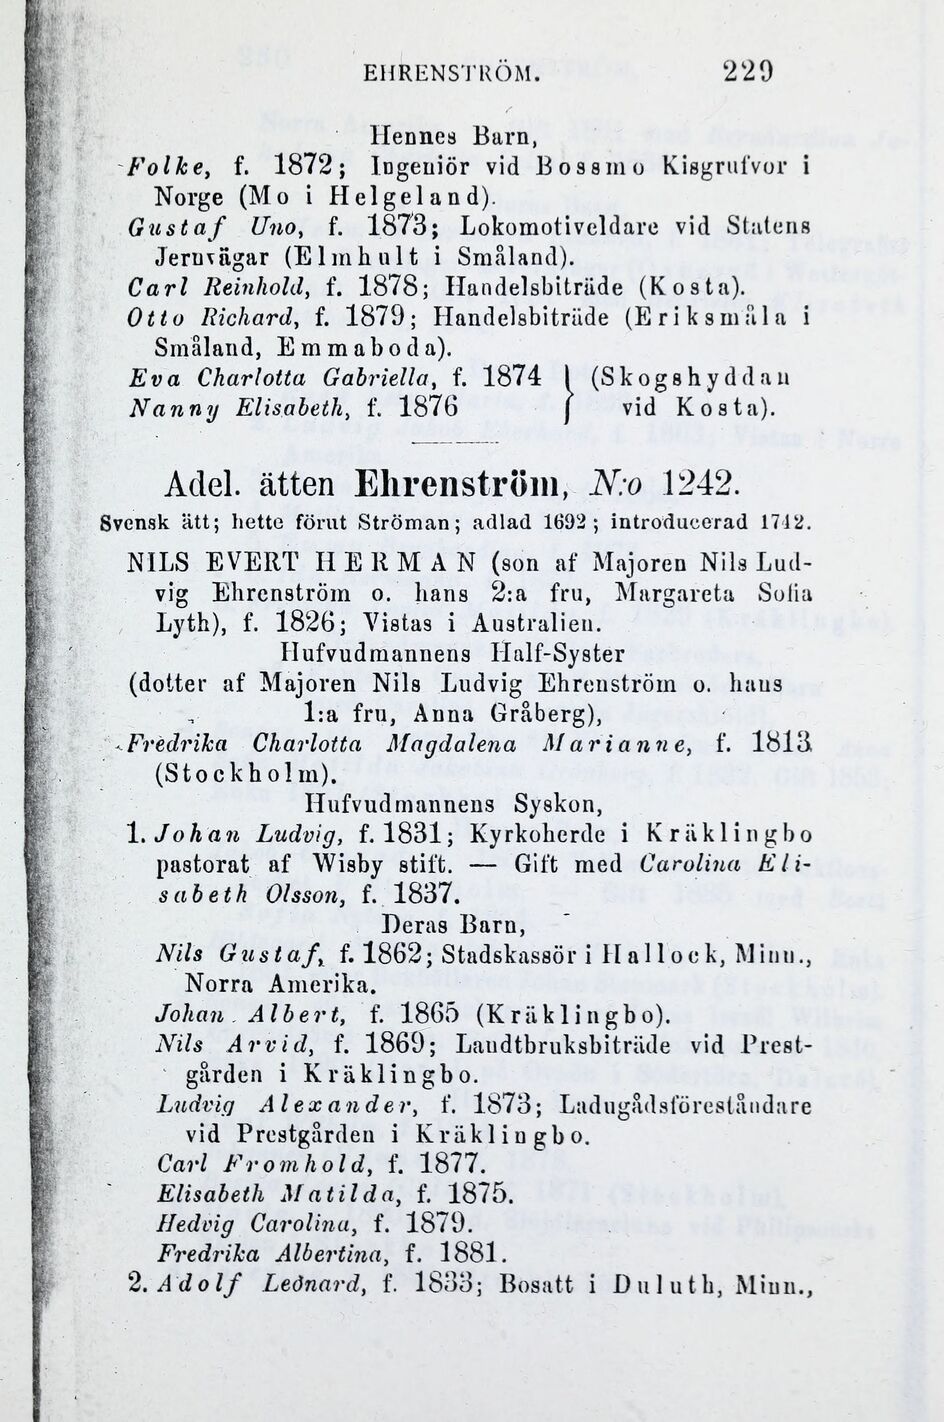 EHRENSTRÖM. 229
Hennes Barn,
Folke, f. 1872; Ingeniör vid Bossmo Kisgrufvor i
Norge (Mo i Helgeland).
Gustaf Uno, f. 1873; Lokomotiveldare vid Statens
Jernvägar (Elmhult i Småland).
Carl Reinhold, f. 1878; Handelsbiträde (Kosta).
Otto Richard, f. 1879; Handelsbiträde (Eriksmåla i
Småland, Emmaboda).
Eva Charlotta Gabriella, f. 1874 } (Skogshyddan
Nanny Elisabeth, f. 1876 } vid Kosta).
Adel. ätten Ehrenström, N:o 1242.
Svensk ätt; hette förut Ströman; adlad 1692; introducerad 1742.
NILS EVERT HERMAN (son af Majoren Nils Lud-
vig Ehrenström o. hans 2:a fru, Margareta Sofia
Lyth), f. 1826; Vistas i Australien.
Hufvudmannens Half-Syster
(dotter af Majoren Nils Ludvig Ehrenström o. hans
1:a fru, Anna Gråberg),
Fredrika Charlotta Magdalena Marianne, f. 1813
(Stockholm).
Hufvudmannens Syskon,
1. Johan Ludvig, f. 1831; Kyrkoherde i Kräklingbo
pastorat af Wisby stift. — Gift med Carolina Eli-
sabeth Olsson, f. 1837.
Deras Barn,
Nils Gustaf, f. 1862; Stadskassör i Hallock, Minn.,
Norra Amerika.
Johan Albert, f. 1865 (Kräklingbo).
Nils Arvid, f. 1869; Landtbruksbiträde vid Prest-
gården i Kräklingbo.
Ludvig Alexander, f. 1873; Ladugådsföreståndare
vid Prestgården i Kräklingbo.
Carl Fromhold, f. 1877.
Elisabeth Matilda, f. 1875.
Hedvig Carolina, f. 1879.
Fredrika Albertina, f. 1881.
2. Adolf Leonard, f. 1833; Bosatt i Duluth, Minn.,